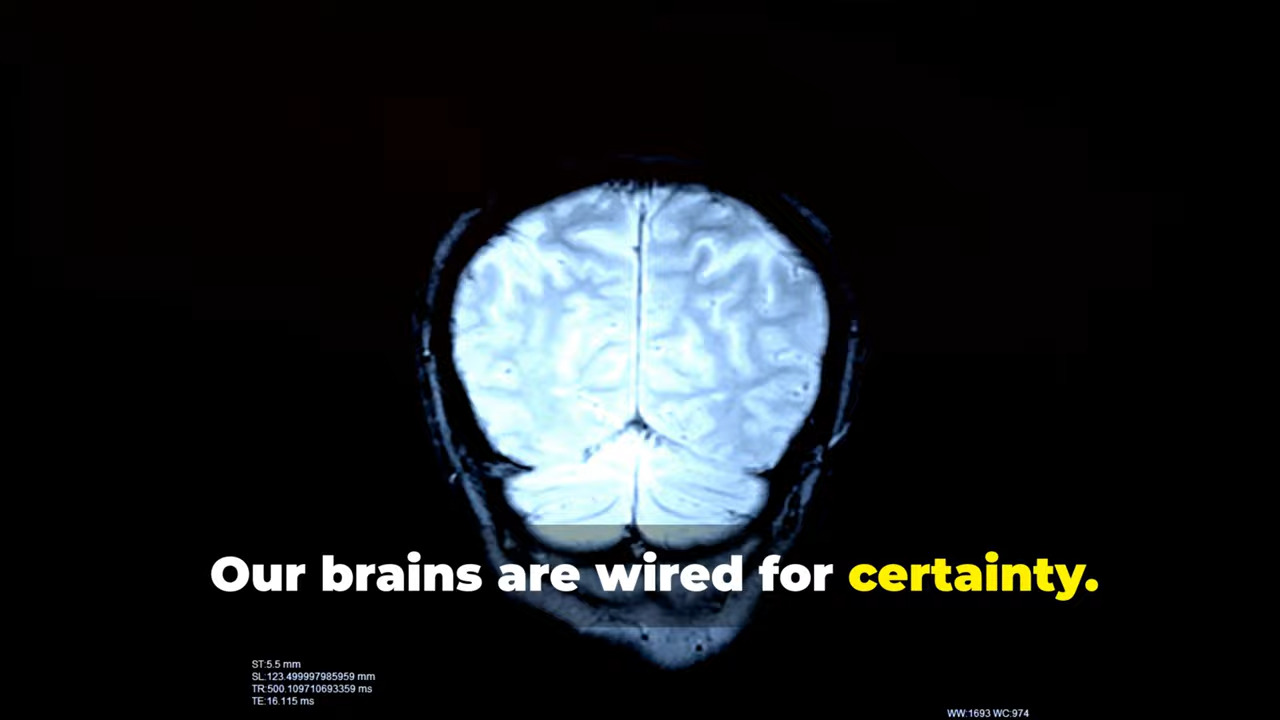 Our brains are wired for certainty.
ST:5.5 mm
SL:123.499997985959 mm
TR:500.109710693359 ms
TE:16.115 ms
WW:1693 WC:974